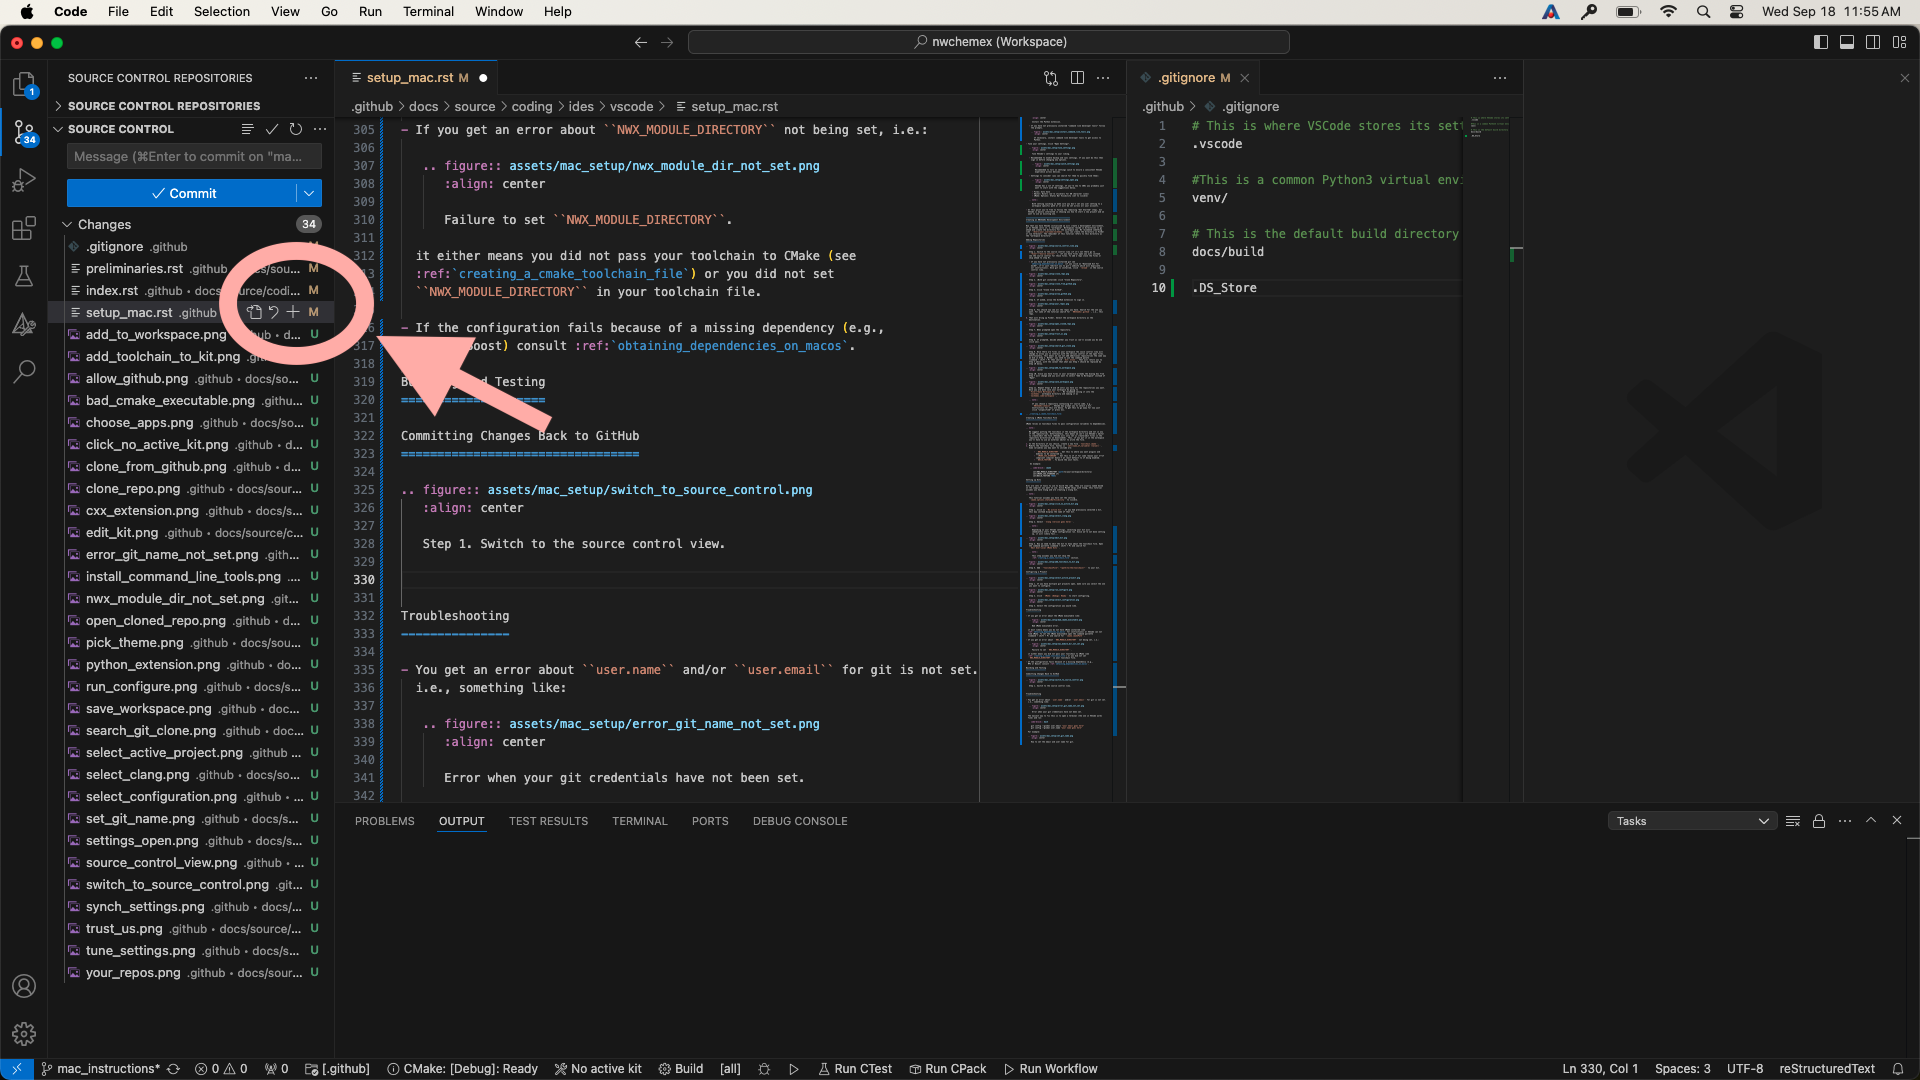 Code File Edit Selection View Go Run Terminal Window Help
Wed Sep 18 11:55 AM
nwchemex (Workspace)
1
34
SOURCE CONTROL REPOSITORIES
SOURCE CONTROL REPOSITORIES
SOURCE CONTROL
Message (⌘Enter to commit on "ma...
Commit
Changes 34
.gitignore .github
preliminaries.rst .github M
index.rst .github • M
setup_mac.rst .github M
add_to_workspace.png • d... U
add_toolchain_to_kit.png U
allow_github.png .github • docs/so... U
bad_cmake_executable.png .githu... U
choose_apps.png .github • docs/so... U
click_no_active_kit.png .github • d... U
clone_from_github.png .github • d... U
clone_repo.png .github • docs/sour... U
cxx_extension.png .github • docs/... U
edit_kit.png .github • docs/source/c... U
error_git_name_not_set.png .gith... U
install_command_line_tools.png .... U
nwx_module_dir_not_set.png .git... U
open_cloned_repo.png .github • d... U
pick_theme.png .github • docs/sou... U
python_extension.png .github • do... U
run_configure.png .github • docs/... U
save_workspace.png .github • doc... U
search_git_clone.png .github • doc... U
select_active_project.png .github ... U
select_clang.png .github • docs/so... U
select_configuration.png .github • ... U
set_git_name.png .github • docs/s... U
settings_open.png .github • docs/... U
source_control_view.png .github • ... U
switch_to_source_control.png .git... U
synch_settings.png .github • docs/... U
trust_us.png .github • docs/source/... U
tune_settings.png .github • docs/s... U
your_repos.png .github • docs/sour... U
setup_mac.rst M
.github > docs > source > coding > ides > vscode > setup_mac.rst
305 - If you get an error about ``NWX_MODULE_DIRECTORY`` not being set, i.e.:
306
307 .. figure:: assets/mac_setup/nwx_module_dir_not_set.png
308 :align: center
309
310 Failure to set ``NWX_MODULE_DIRECTORY``.
311
312 it either means you did not pass your toolchain to CMake (see
:ref:`creating_a_cmake_toolchain_file`) or you did not set
``NWX_MODULE_DIRECTORY`` in your toolchain file.
- If the configuration fails because of a missing dependency (e.g.,
317 oost) consult :ref:`obtaining_dependencies_on_macos`.
318
319 Testing
320 ====================
321
322 Committing Changes Back to GitHub
323 =================================
324
325 .. figure:: assets/mac_setup/switch_to_source_control.png
326 :align: center
327
328 Step 1. Switch to the source control view.
329
330
331
332 Troubleshooting
333 ===============
334
335 - You get an error about ``user.name`` and/or ``user.email`` for git is not set.
336 i.e., something like:
337
338 .. figure:: assets/mac_setup/error_git_name_not_set.png
339 :align: center
340
341 Error when your git credentials have not been set.
342
.gitignore M
.github > .gitignore
1 # This is where VSCode stores its set
2 .vscode
3
4 #This is a common Python3 virtual envi
5 venv/
6
7 # This is the default build directory
8 docs/build
9
10 .DS_Store
PROBLEMS OUTPUT TEST RESULTS TERMINAL PORTS DEBUG CONSOLE
Tasks
mac_instructions* 0 0 0 [.github] CMake: [Debug]: Ready No active kit Build [all] Run CTest Run CPack Run Workflow
Ln 330, Col 1 Spaces: 3 UTF-8 reStructuredText